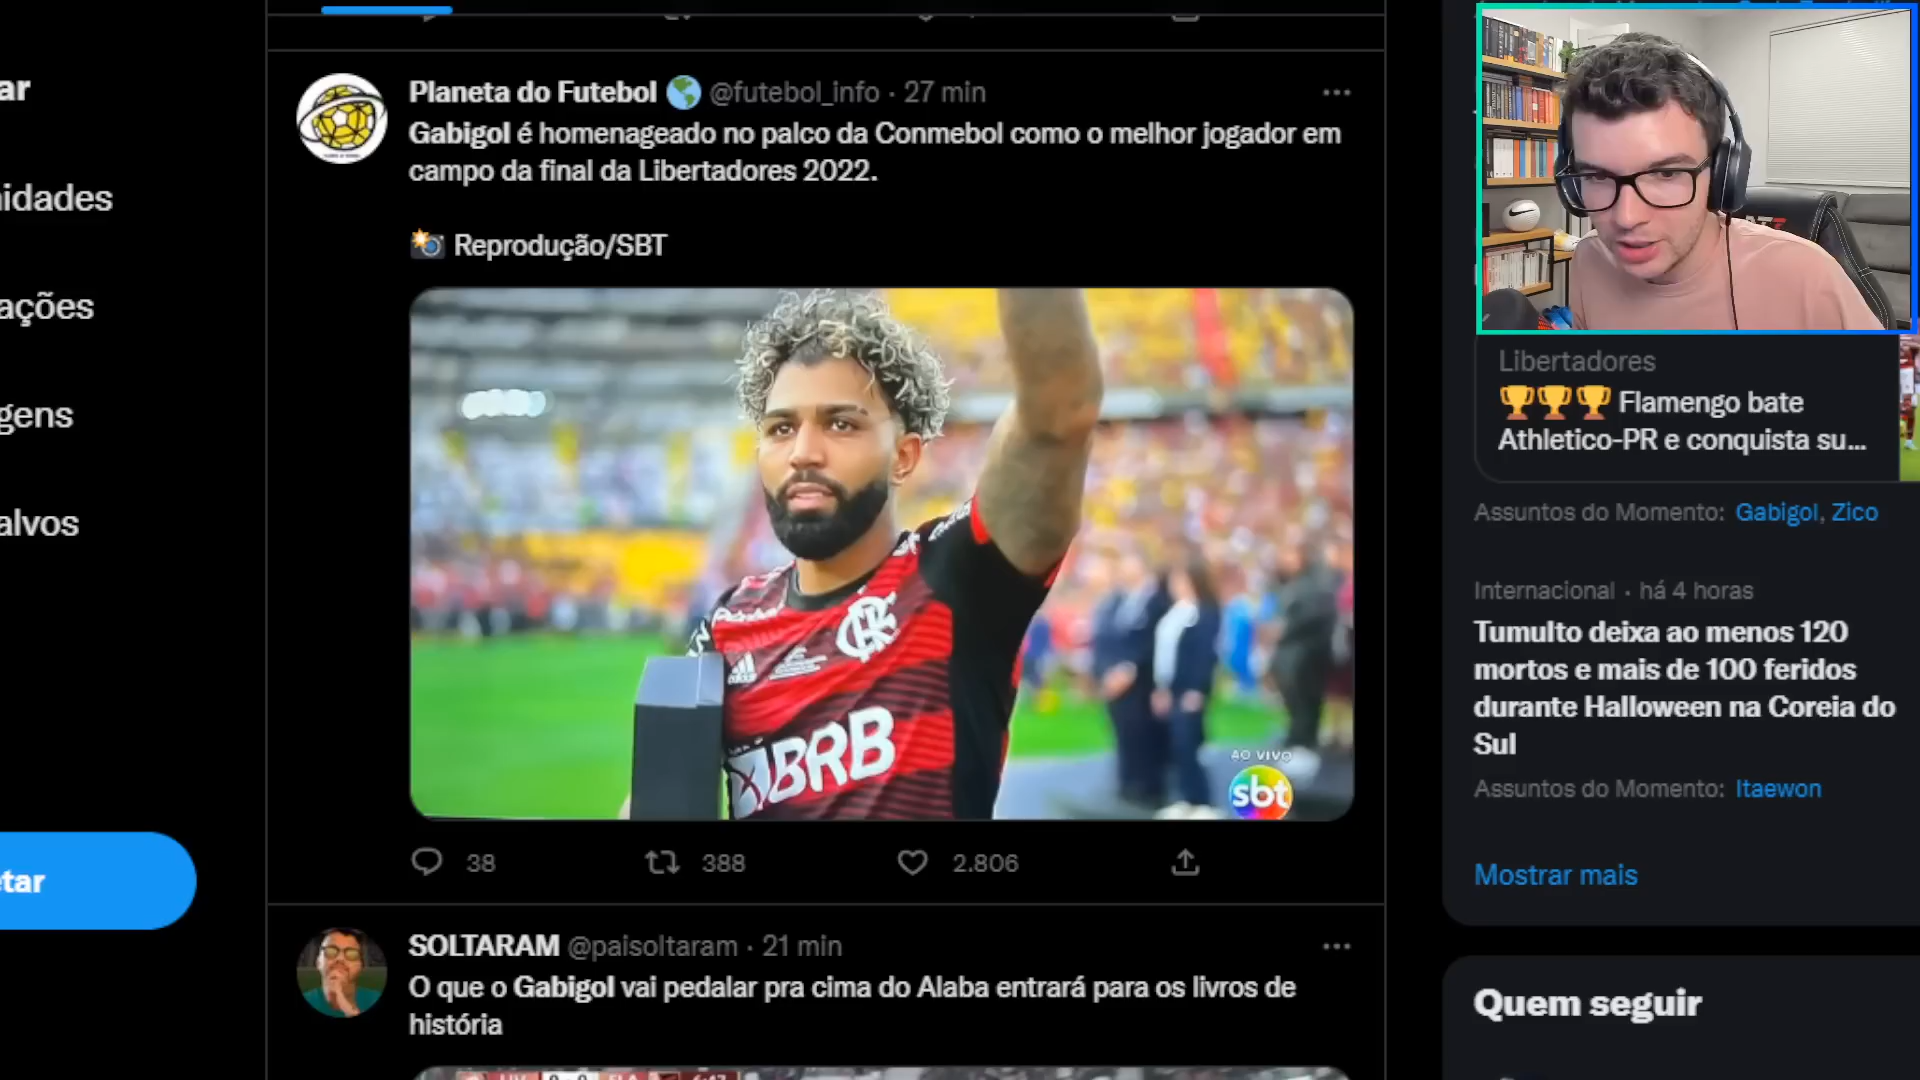 ar
nidades
ações
gens
alvos
etar
Planeta do Futebol @futebol_info · 27 min
Gabigol é homenageado no palco da Conmebol como o melhor jogador em
campo da final da Libertadores 2022.
Reprodução/SBT
BRB
AO VIVO
sbt
38 388 2.806
SOLTARAM @paisoltaram · 21 min
O que o Gabigol vai pedalar pra cima do Alaba entrará para os livros de
história
Libertadores
Flamengo bate
Athletico-PR e conquista su...
Assuntos do Momento: Gabigol, Zico
Internacional · há 4 horas
Tumulto deixa ao menos 120
mortos e mais de 100 feridos
durante Halloween na Coreia do
Sul
Assuntos do Momento: Itaewon
Mostrar mais
Quem seguir